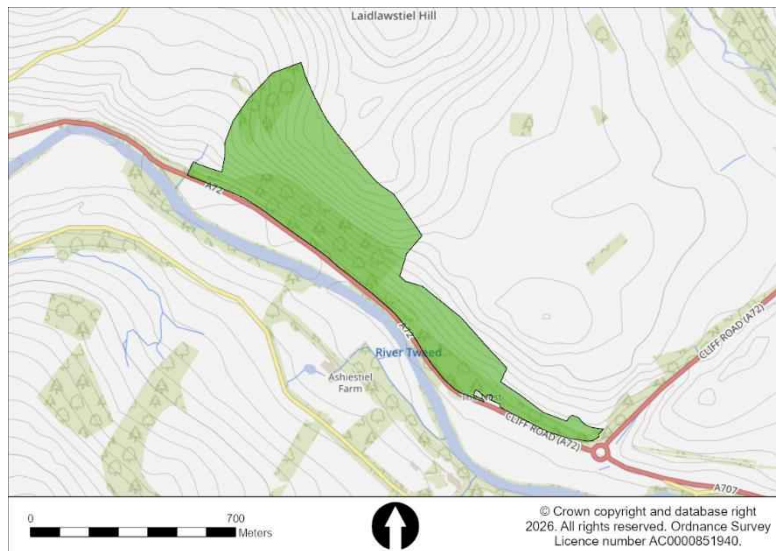 Laidlawstiel Hill
A72
A72
River Tweed
Ashiestiel
Farm
CLIFF ROAD (A72)
CLIFF ROAD (A72)
A707
0
700
Meters
© Crown copyright and database right
2026. All rights reserved. Ordnance Survey
Licence number AC0000851940.